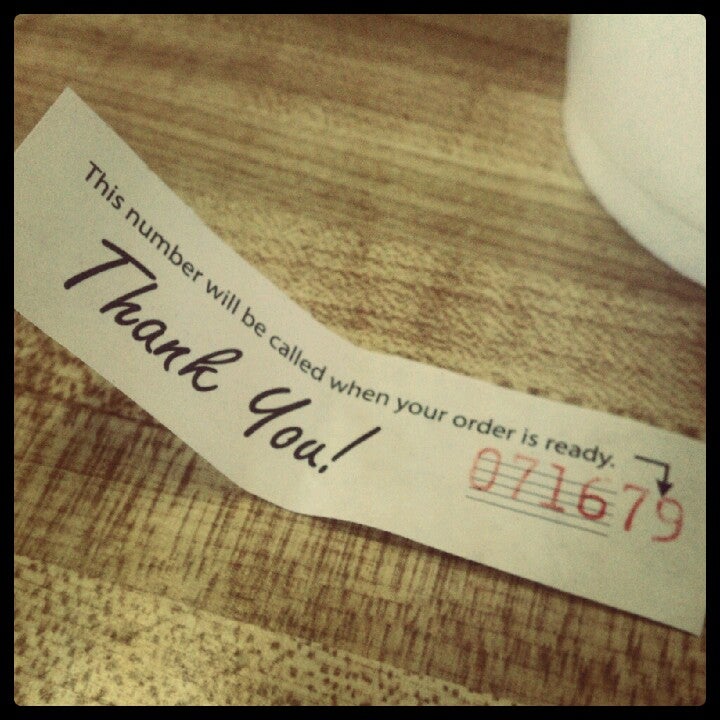 This number will be called when your order is ready.
Thank You!
071679